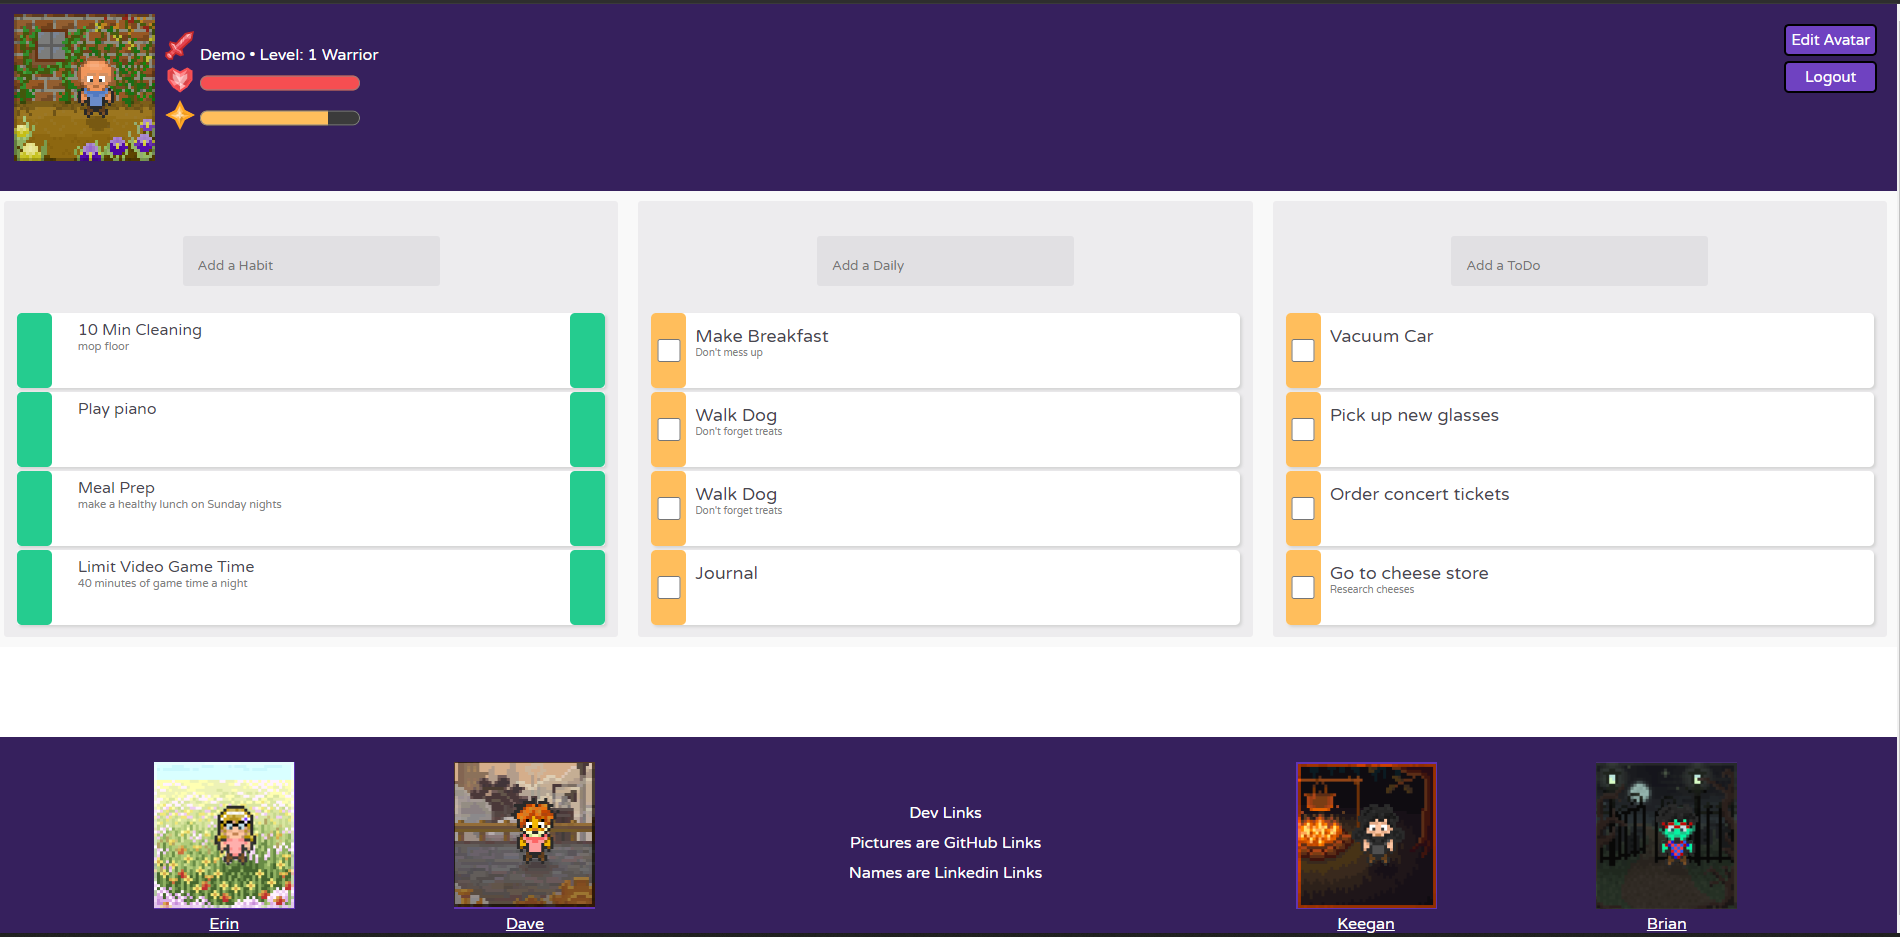 Demo • Level: 1 Warrior
Edit Avatar
Logout
Add a Habit
10 Min Cleaning
mop floor
Play piano
Meal Prep
make a healthy lunch on Sunday nights
Limit Video Game Time
40 minutes of game time a night
Add a Daily
Make Breakfast
Don't mess up
Walk Dog
Don't forget treats
Walk Dog
Don't forget treats
Journal
Add a ToDo
Vacuum Car
Pick up new glasses
Order concert tickets
Go to cheese store
Research cheeses
Erin
Dave
Dev Links
Pictures are GitHub Links
Names are Linkedin Links
Keegan
Brian